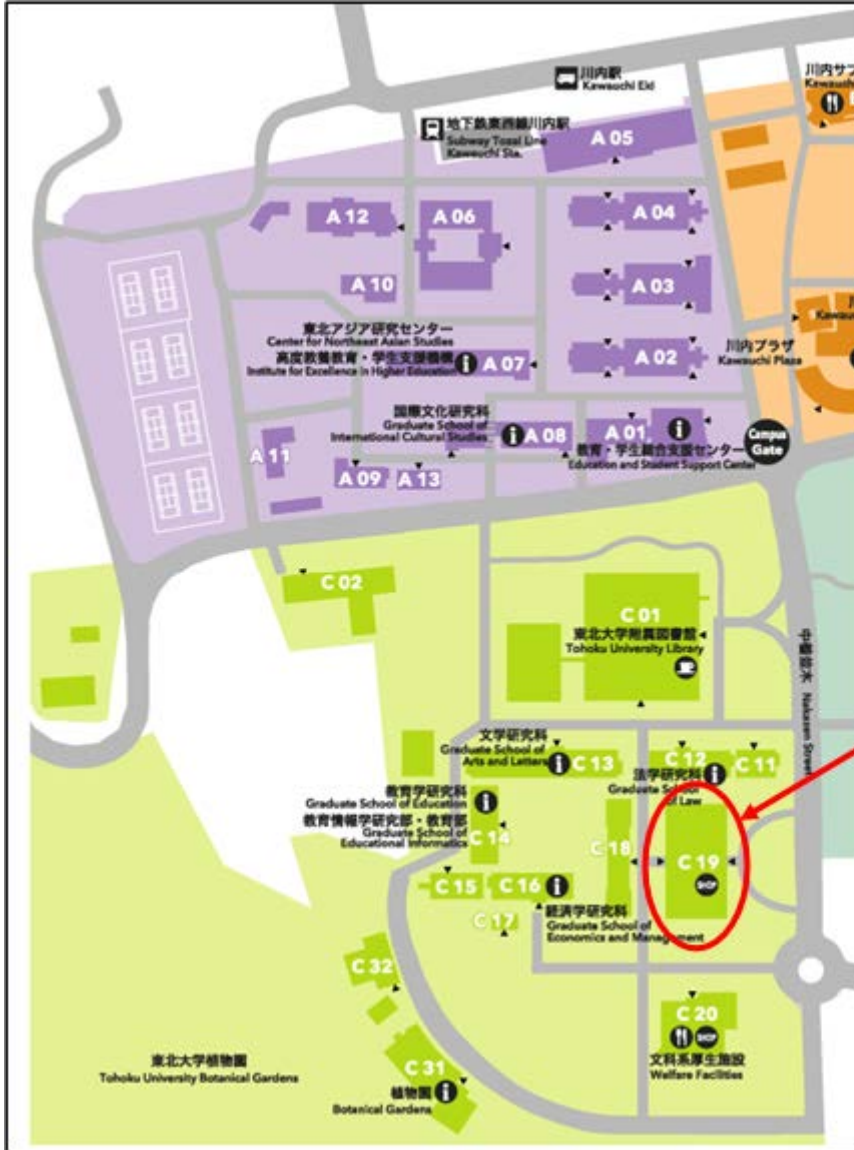 川内駅
Kawauchi Eki
川内サブ
地下鉄東西線川内駅
Subway Tozai Line
Kawauchi Sta.
A 05
A 12
A 06
A 04
A 10
A 03
東北アジア研究センター
Center for Northeast Asian Studies
高度教養教育・学生支援機構
Institute for Excellence in Higher Education
A 07
A 02
川内プラザ
Kawauchi Plaza
国際文化研究科
Graduate School of
International Cultural Studies
A 08
A 01
教育・学生総合支援センター
Education and Student Support Center
Campus
Gate
A 11
A 09
A 13
C 02
C 01
東北大学附属図書館
Tohoku University Library
中善並木 Nakazen Street
文学研究科
Graduate School of
Arts and Letters
C 13
C 12
C 11
法学研究科
Graduate School
of Law
教育学研究科
Graduate School of Education
教育情報学研究部・教育部
Graduate School of
Educational Informatics
C 14
C 18
C 19
SHOP
C 15
C 16
C 17
経済学研究科
Graduate School of
Economics and Management
C 32
C 20
SHOP
文科系厚生施設
Welfare Facilities
東北大学植物園
Tohoku University Botanical Gardens
C 31
植物園
Botanical Gardens